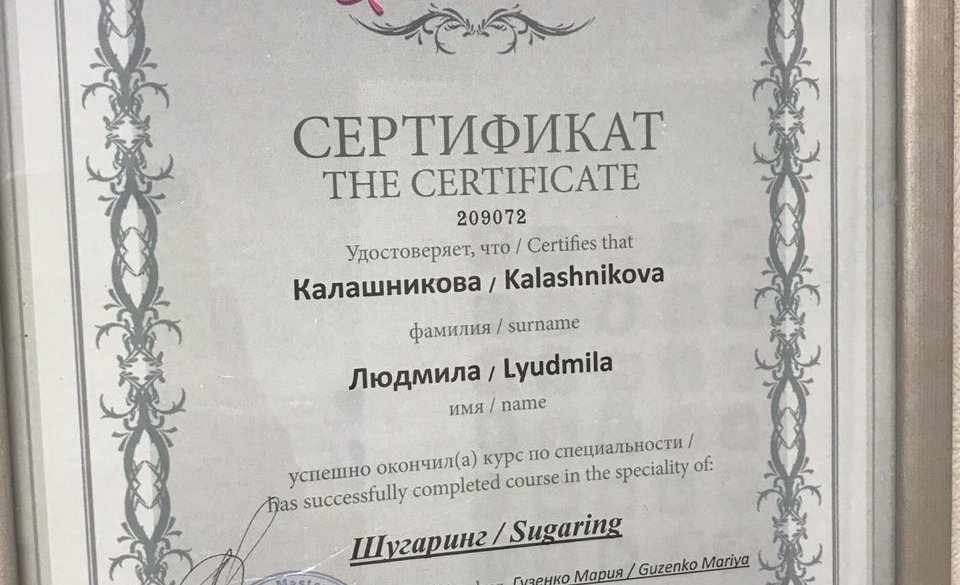 СЕРТИФИКАТ
THE CERTIFICATE
209072
Удостоверяет, что / Certifies that
Калашникова / Kalashnikova
фамилия / surname
Людмила / Lyudmila
имя / name
успешно окончил(а) курс по специальности /
has successfully completed course in the speciality of:
Шугаринг / Sugaring
Гузенко Мария / Guzenko Mariya